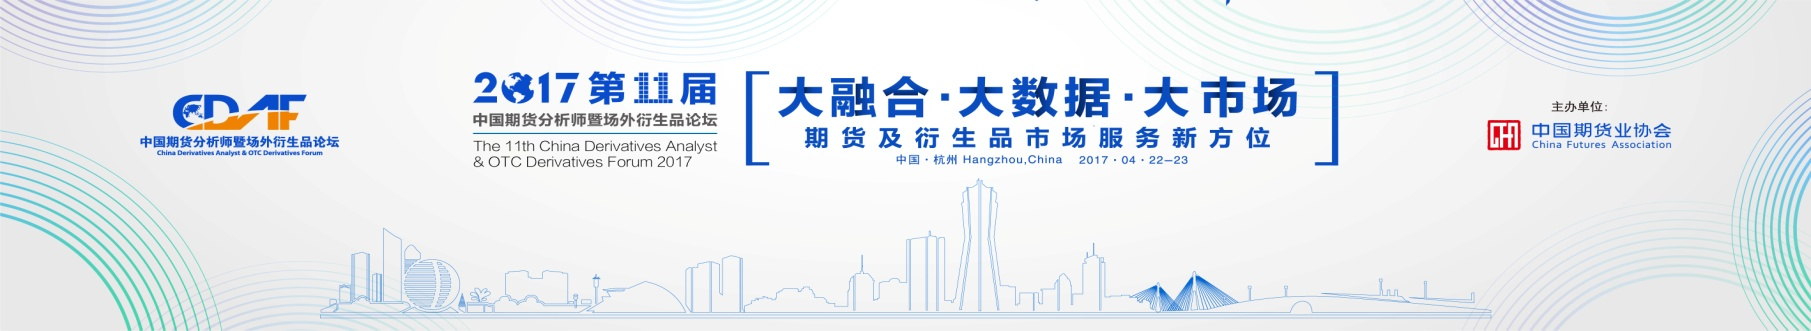 CDAF
中国期货分析师暨场外衍生品论坛
China Derivatives Analyst & OTC Derivatives Forum
2017第11届
中国期货分析师暨场外衍生品论坛
The 11th China Derivatives Analyst
& OTC Derivatives Forum 2017
大融合·大数据·大市场
期货及衍生品市场服务新方位
中国·杭州 Hangzhou,China 2017·04·22—23
主办单位:
CFA
中国期货业协会
China Futures Association